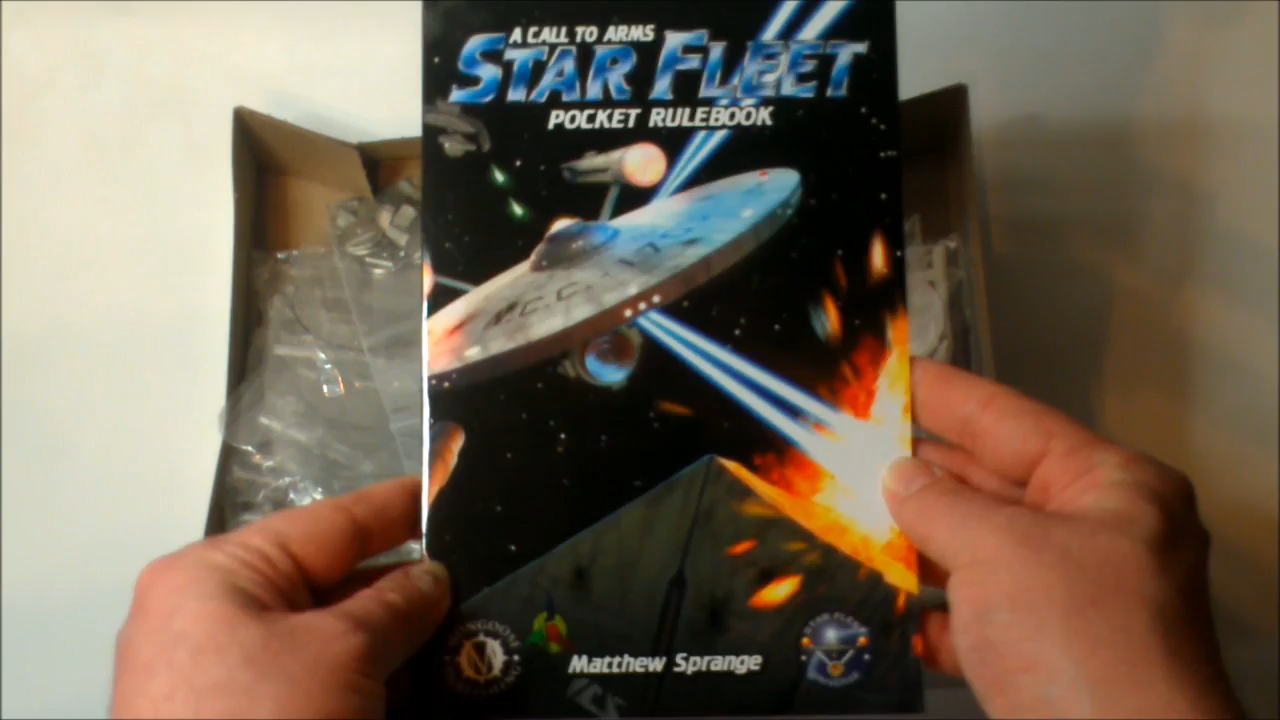 A CALL TO ARMS
STAR FLEET
POCKET RULEBOOK
Matthew Sprange